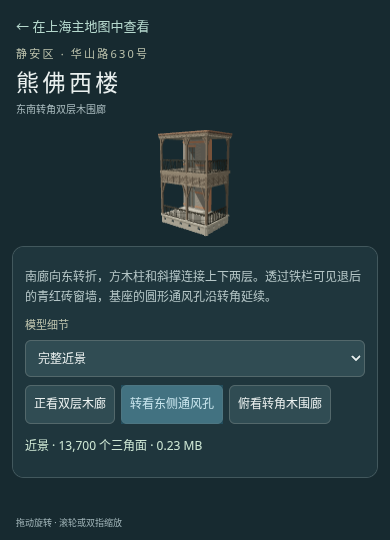 ← 在上海主地图中查看
静安区 · 华山路630号
熊佛西楼
东南转角双层木围廊
南廊向东转折，方木柱和斜撑连接上下两层。透过铁栏可见退后
的青红砖窗墙，基座的圆形通风孔沿转角延续。
模型细节
完整近景
正看双层木廊 转看东侧通风孔 俯看转角木围廊
近景 · 13,700 个三角面 · 0.23 MB
拖动旋转 · 滚轮或双指缩放